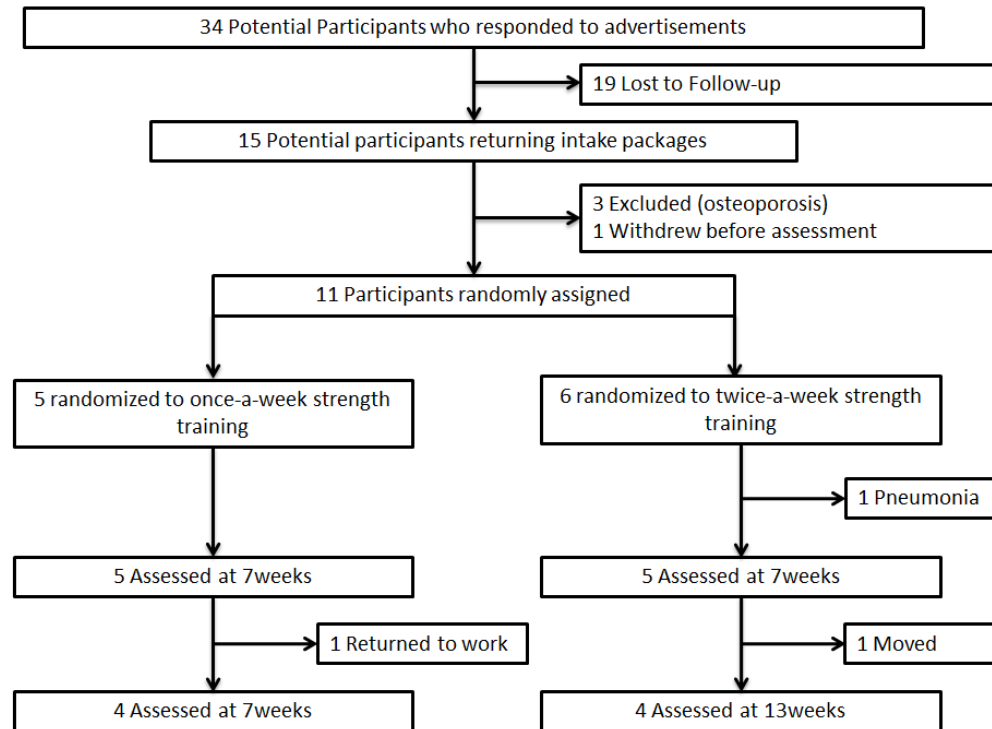 34 Potential Participants who responded to advertisements
19 Lost to Follow-up
15 Potential participants returning intake packages
3 Excluded (osteoporosis)
1 Withdrew before assessment
11 Participants randomly assigned
5 randomized to once-a-week strength
training
6 randomized to twice-a-week strength
training
1 Pneumonia
5 Assessed at 7weeks
5 Assessed at 7weeks
1 Returned to work
1 Moved
4 Assessed at 7weeks
4 Assessed at 13weeks